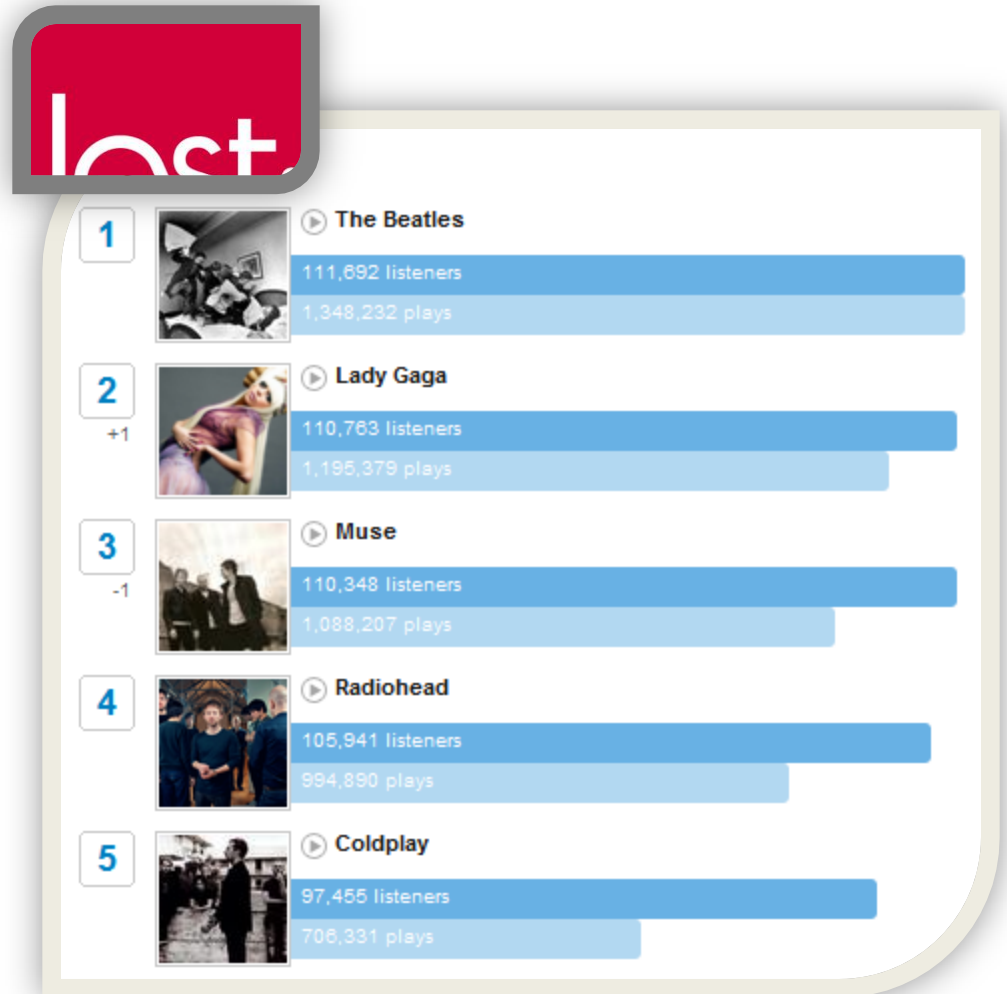 lost.
1
The Beatles
111,692 listeners
1,348,232 plays
2
+1
Lady Gaga
110,763 listeners
1,195,379 plays
3
-1
Muse
110,348 listeners
1,088,207 plays
4
Radiohead
105,941 listeners
994,890 plays
5
Coldplay
97,455 listeners
706,331 plays